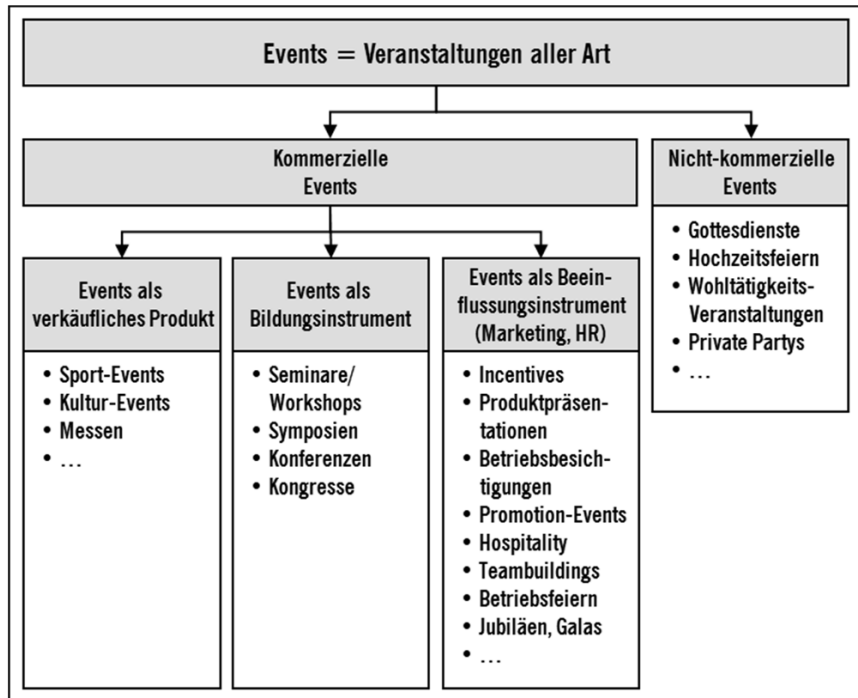 Events = Veranstaltungen aller Art
Kommerzielle
Events
Nicht-kommerzielle
Events
• Gottesdienste
• Hochzeitsfeiern
• Wohltätigkeits-
Veranstaltungen
• Private Partys
• …
Events als
verkäufliches Produkt
• Sport-Events
• Kultur-Events
• Messen
• …
Events als
Bildungsinstrument
• Seminare/
Workshops
• Symposien
• Konferenzen
• Kongresse
Events als Beein-
flussungsinstrument
(Marketing, HR)
• Incentives
• Produktpräsen-
tationen
• Betriebsbesich-
tigungen
• Promotion-Events
• Hospitality
• Teambuildings
• Betriebsfeiern
• Jubiläen, Galas
• …